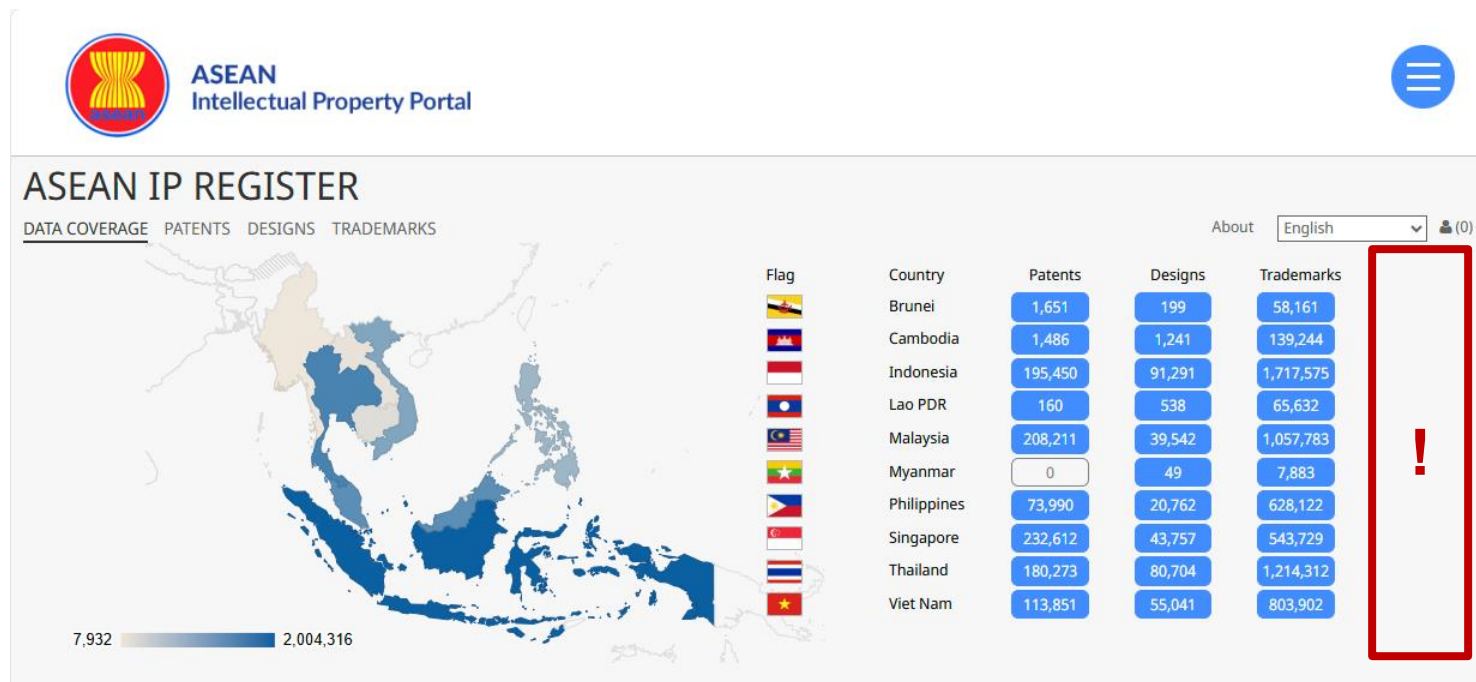 asean
ASEAN
Intellectual Property Portal
ASEAN IP REGISTER
DATA COVERAGE PATENTS DESIGNS TRADEMARKS
About English (0)
Flag Country Patents Designs Trademarks
Brunei 1,651 199 58,161
Cambodia 1,486 1,241 139,244
Indonesia 195,450 91,291 1,717,575
Lao PDR 160 538 65,632
Malaysia 208,211 39,542 1,057,783
Myanmar 0 49 7,883
Philippines 73,990 20,762 628,122
Singapore 232,612 43,757 543,729
Thailand 180,273 80,704 1,214,312
Viet Nam 113,851 55,041 803,902
!
7,932 2,004,316